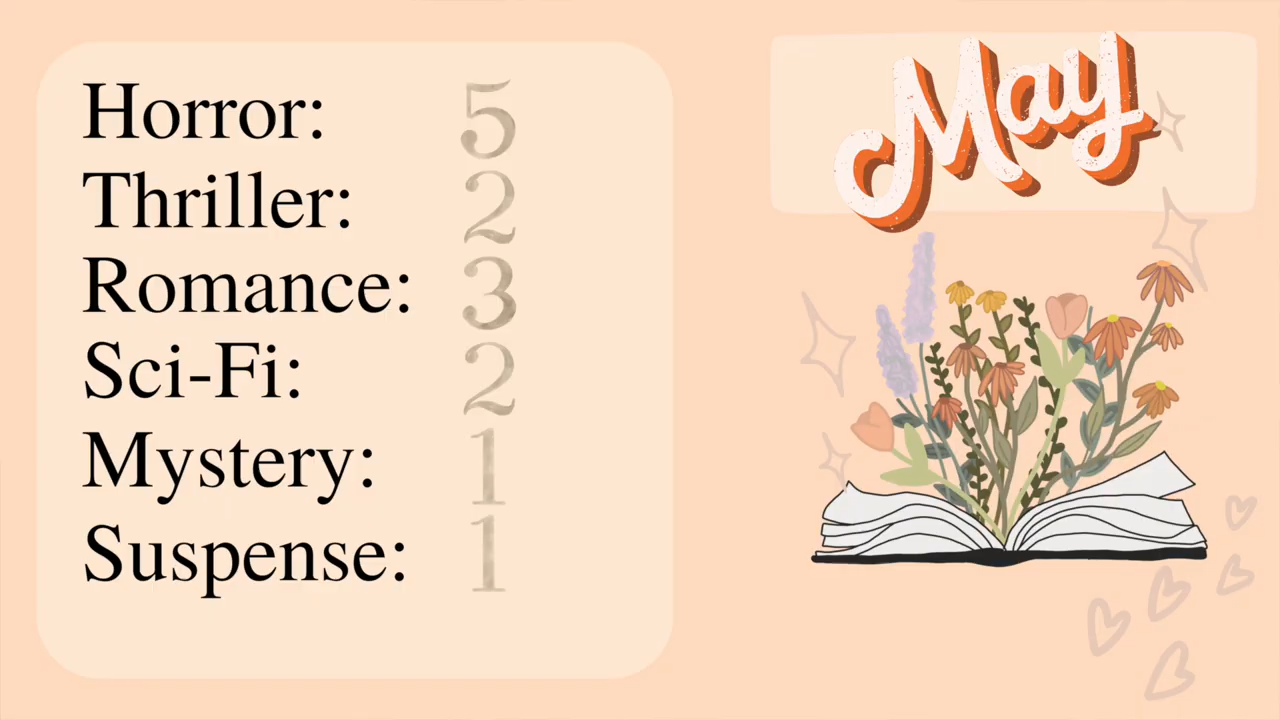 Horror: 5
Thriller: 2
Romance: 3
Sci-Fi: 2
Mystery: 1
Suspense: 1
May